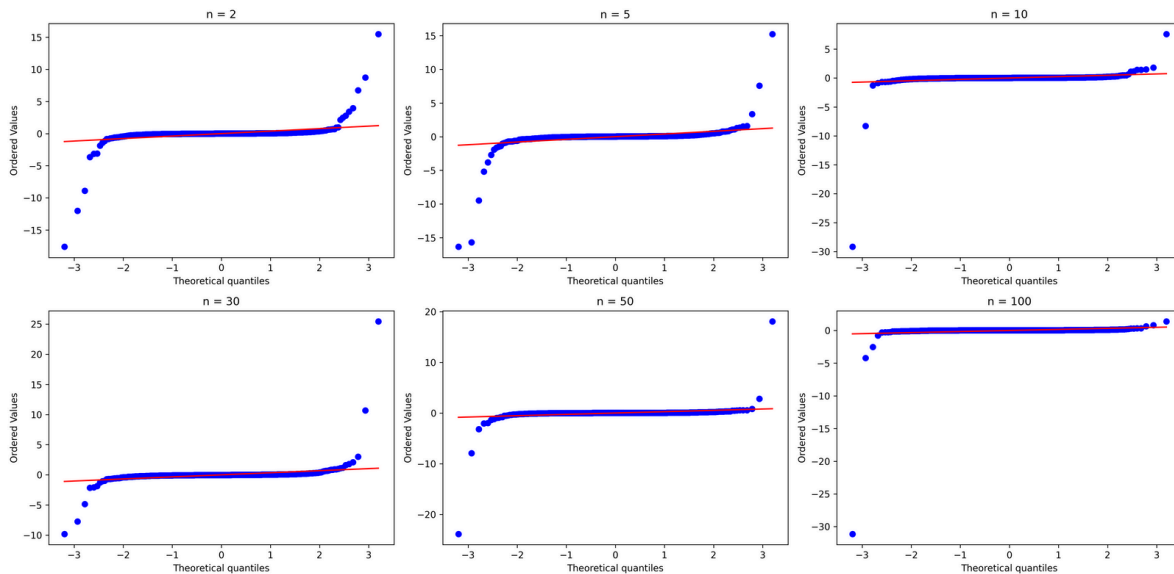 n = 2
15
10
5
0
−5
−10
−15
Ordered Values
−3 −2 −1 0 1 2 3
Theoretical quantiles
n = 5
15
10
5
0
−5
−10
−15
Ordered Values
−3 −2 −1 0 1 2 3
Theoretical quantiles
n = 10
5
0
−5
−10
−15
−20
−25
−30
Ordered Values
−3 −2 −1 0 1 2 3
Theoretical quantiles
n = 30
25
20
15
10
5
0
−5
−10
Ordered Values
−3 −2 −1 0 1 2 3
Theoretical quantiles
n = 50
20
10
0
−10
−20
Ordered Values
−3 −2 −1 0 1 2 3
Theoretical quantiles
n = 100
0
−5
−10
−15
−20
−25
−30
Ordered Values
−3 −2 −1 0 1 2 3
Theoretical quantiles